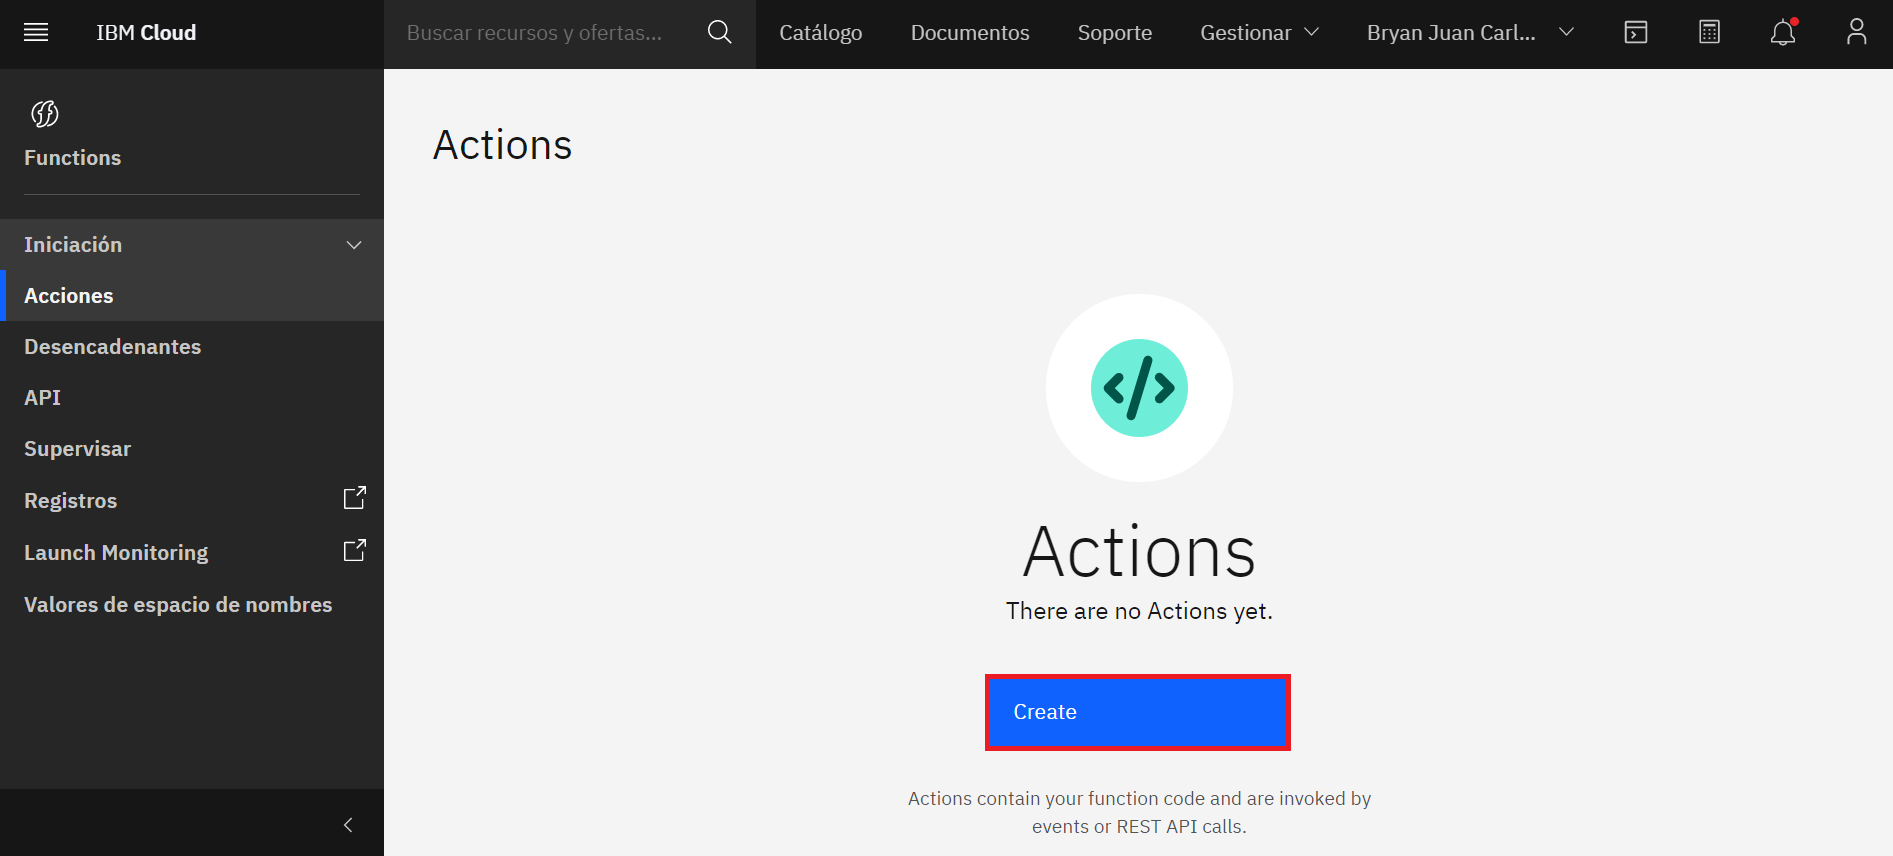 IBM Cloud
Buscar recursos y ofertas...
Catálogo
Documentos
Soporte
Gestionar
Bryan Juan Carl...
Functions
Iniciación
Acciones
Desencadenantes
API
Supervisar
Registros
Launch Monitoring
Valores de espacio de nombres
Actions
Actions
There are no Actions yet.
Create
Actions contain your function code and are invoked by
events or REST API calls.